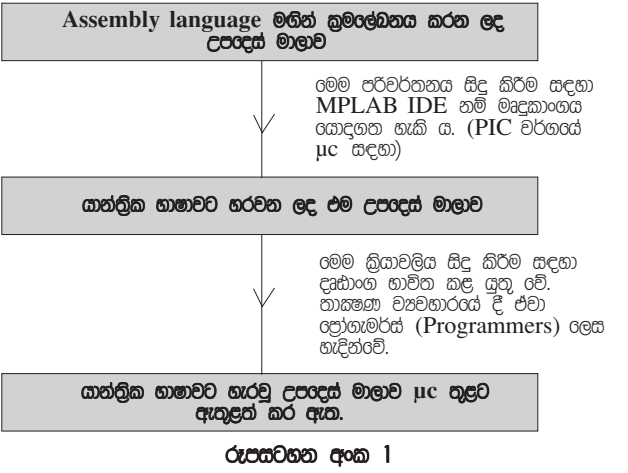 Assembly language මගින් ක්‍රමලේඛනය කරන ලද
උපදෙස් මාලාව
මෙම පරිවර්තනය සිදු කිරීම සඳහා
MPLAB IDE නම් මෘදුකාංගය
යොදාගත හැකි ය. (PIC වර්ගයේ
µc සඳහා)
යාන්ත්‍රික භාෂාවට හරවන ලද එම උපදෙස් මාලාව
මෙම ක්‍රියාවලිය සිදු කිරීම සඳහා
දෘඪාංග භාවිත කළ යුතු වේ.
තාක්‍ෂණ ව්‍යවහාරයේ දී ඒවා
ප්‍රෝගැමර්ස් (Programmers) ලෙස
හැඳින්වේ.
යාන්ත්‍රික භාෂාවට හැරවූ උපදෙස් මාලාව µc තුළට
ඇතුළත් කර ඇත.
රූපසටහන අංක 1